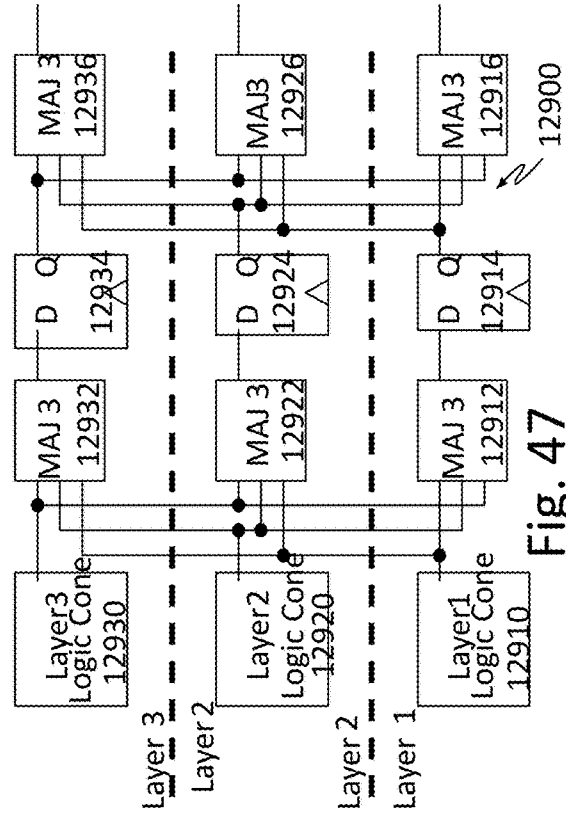 Layer3
Logic Cone
12930
MAJ 3
12932
D Q
12934
MAJ 3
12936
Layer 3
Layer 2
Layer2
Logic Cone
12920
MAJ 3
12922
D Q
12924
MAJ3
12926
Layer 2
Layer 1
Layer1
Logic Cone
12910
MAJ 3
12912
D Q
12914
MAJ3
12916
12900
Fig. 47